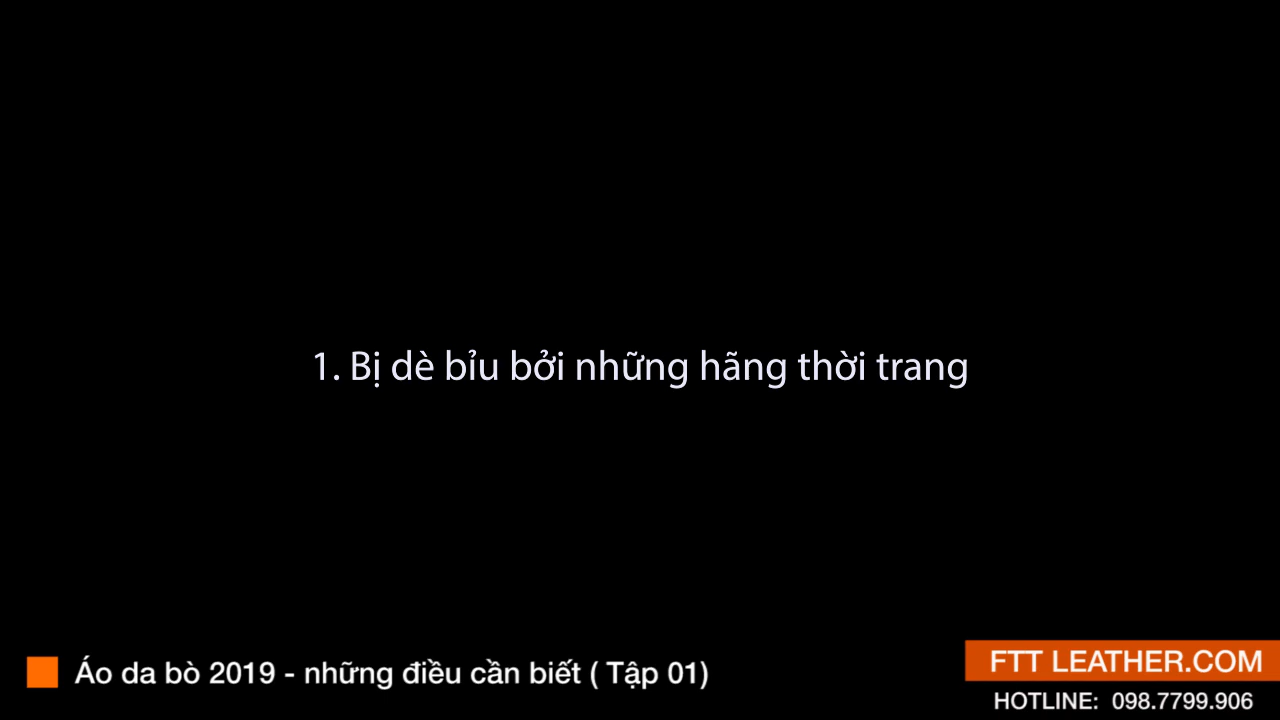 1. Bị dè bỉu bởi những hãng thời trang
Áo da bò 2019 - những điều cần biết ( Tập 01)
FTT LEATHER.COM
HOTLINE: 098.7799.906